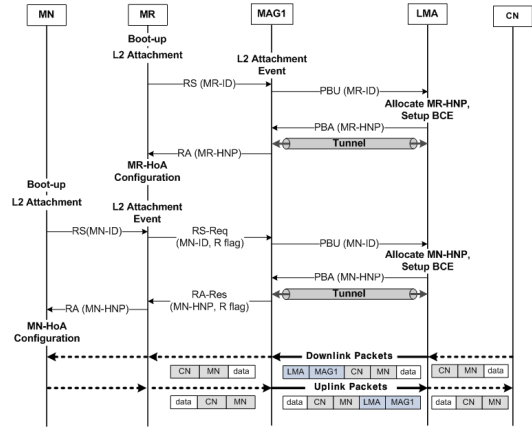 MN MR MAG1 LMA CN
Boot-up
L2 Attachment
L2 Attachment
Event
RS (MR-ID)
PBU (MR-ID)
Allocate MR-HNP,
Setup BCE
PBA (MR-HNP)
Tunnel
RA (MR-HNP)
MR-HoA
Configuration
Boot-up
L2 Attachment
L2 Attachment
Event
RS(MN-ID)
RS-Req
(MN-ID, R flag)
PBU (MN-ID)
Allocate MN-HNP,
Setup BCE
PBA (MN-HNP)
Tunnel
RA-Res
(MN-HNP, R flag)
RA (MN-HNP)
MN-HoA
Configuration
Downlink Packets
CN MN data LMA MAG1 CN MN data CN MN data
Uplink Packets
data CN MN data CN MN LMA MAG1 data CN MN